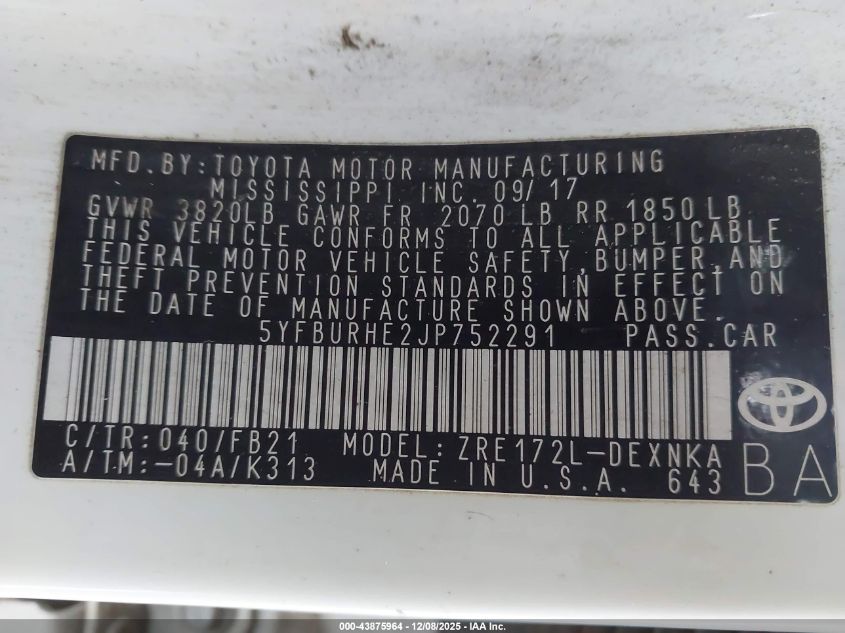 MFD.BY:TOYOTA MOTOR MANUFACTURING
MISSISSIPPI INC. 09/17
GVWR 3820LB GAWR FR 2070LB RR 1850LB
THIS VEHICLE CONFORMS TO ALL APPLICABLE
FEDERAL MOTOR VEHICLE SAFETY,BUMPER,AND
THEFT PREVENTION STANDARDS IN EFFECT ON
THE DATE OF MANUFACTURE SHOWN ABOVE.
5YFBURHE2JP752291 PASS.CAR
C/TR:040/FB21 MODEL:ZRE172L-DEXNKA
A/TM:-04A/K313 MADE IN U.S.A. 643
BA
000-43875964 - 12/08/2025 - IAA Inc.